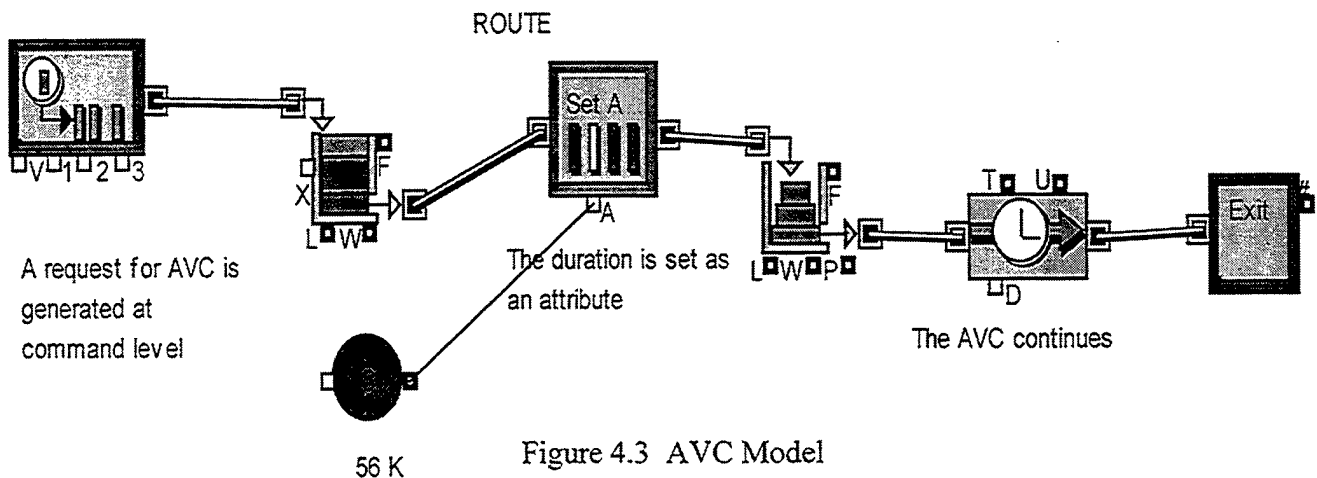 ROUTE
V 1 2 3
X F
L W
Set A
A
F
L W P
T U
D
Exit
#
A request for AVC is
generated at
command level
The duration is set as
an attribute
The AVC continues
56 K
Figure 4.3 AVC Model